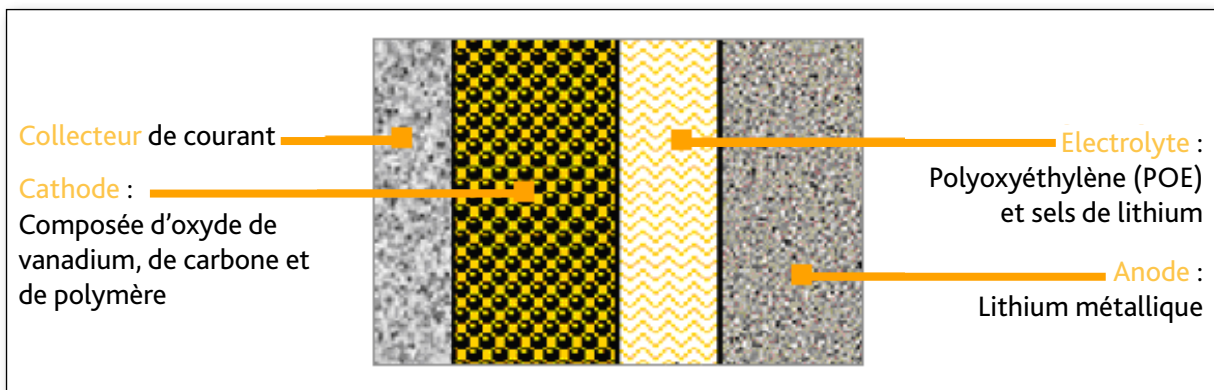 Collecteur de courant
Cathode :
Composée d'oxyde de
vanadium, de carbone et
de polymère
Electrolyte :
Polyoxyéthylène (POE)
et sels de lithium
Anode :
Lithium métallique